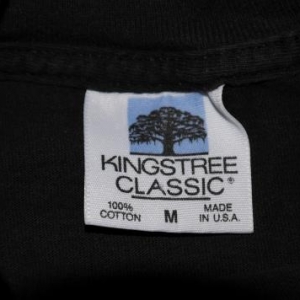 KINGSTREE
CLASSIC®
100% COTTON M MADE IN U.S.A.